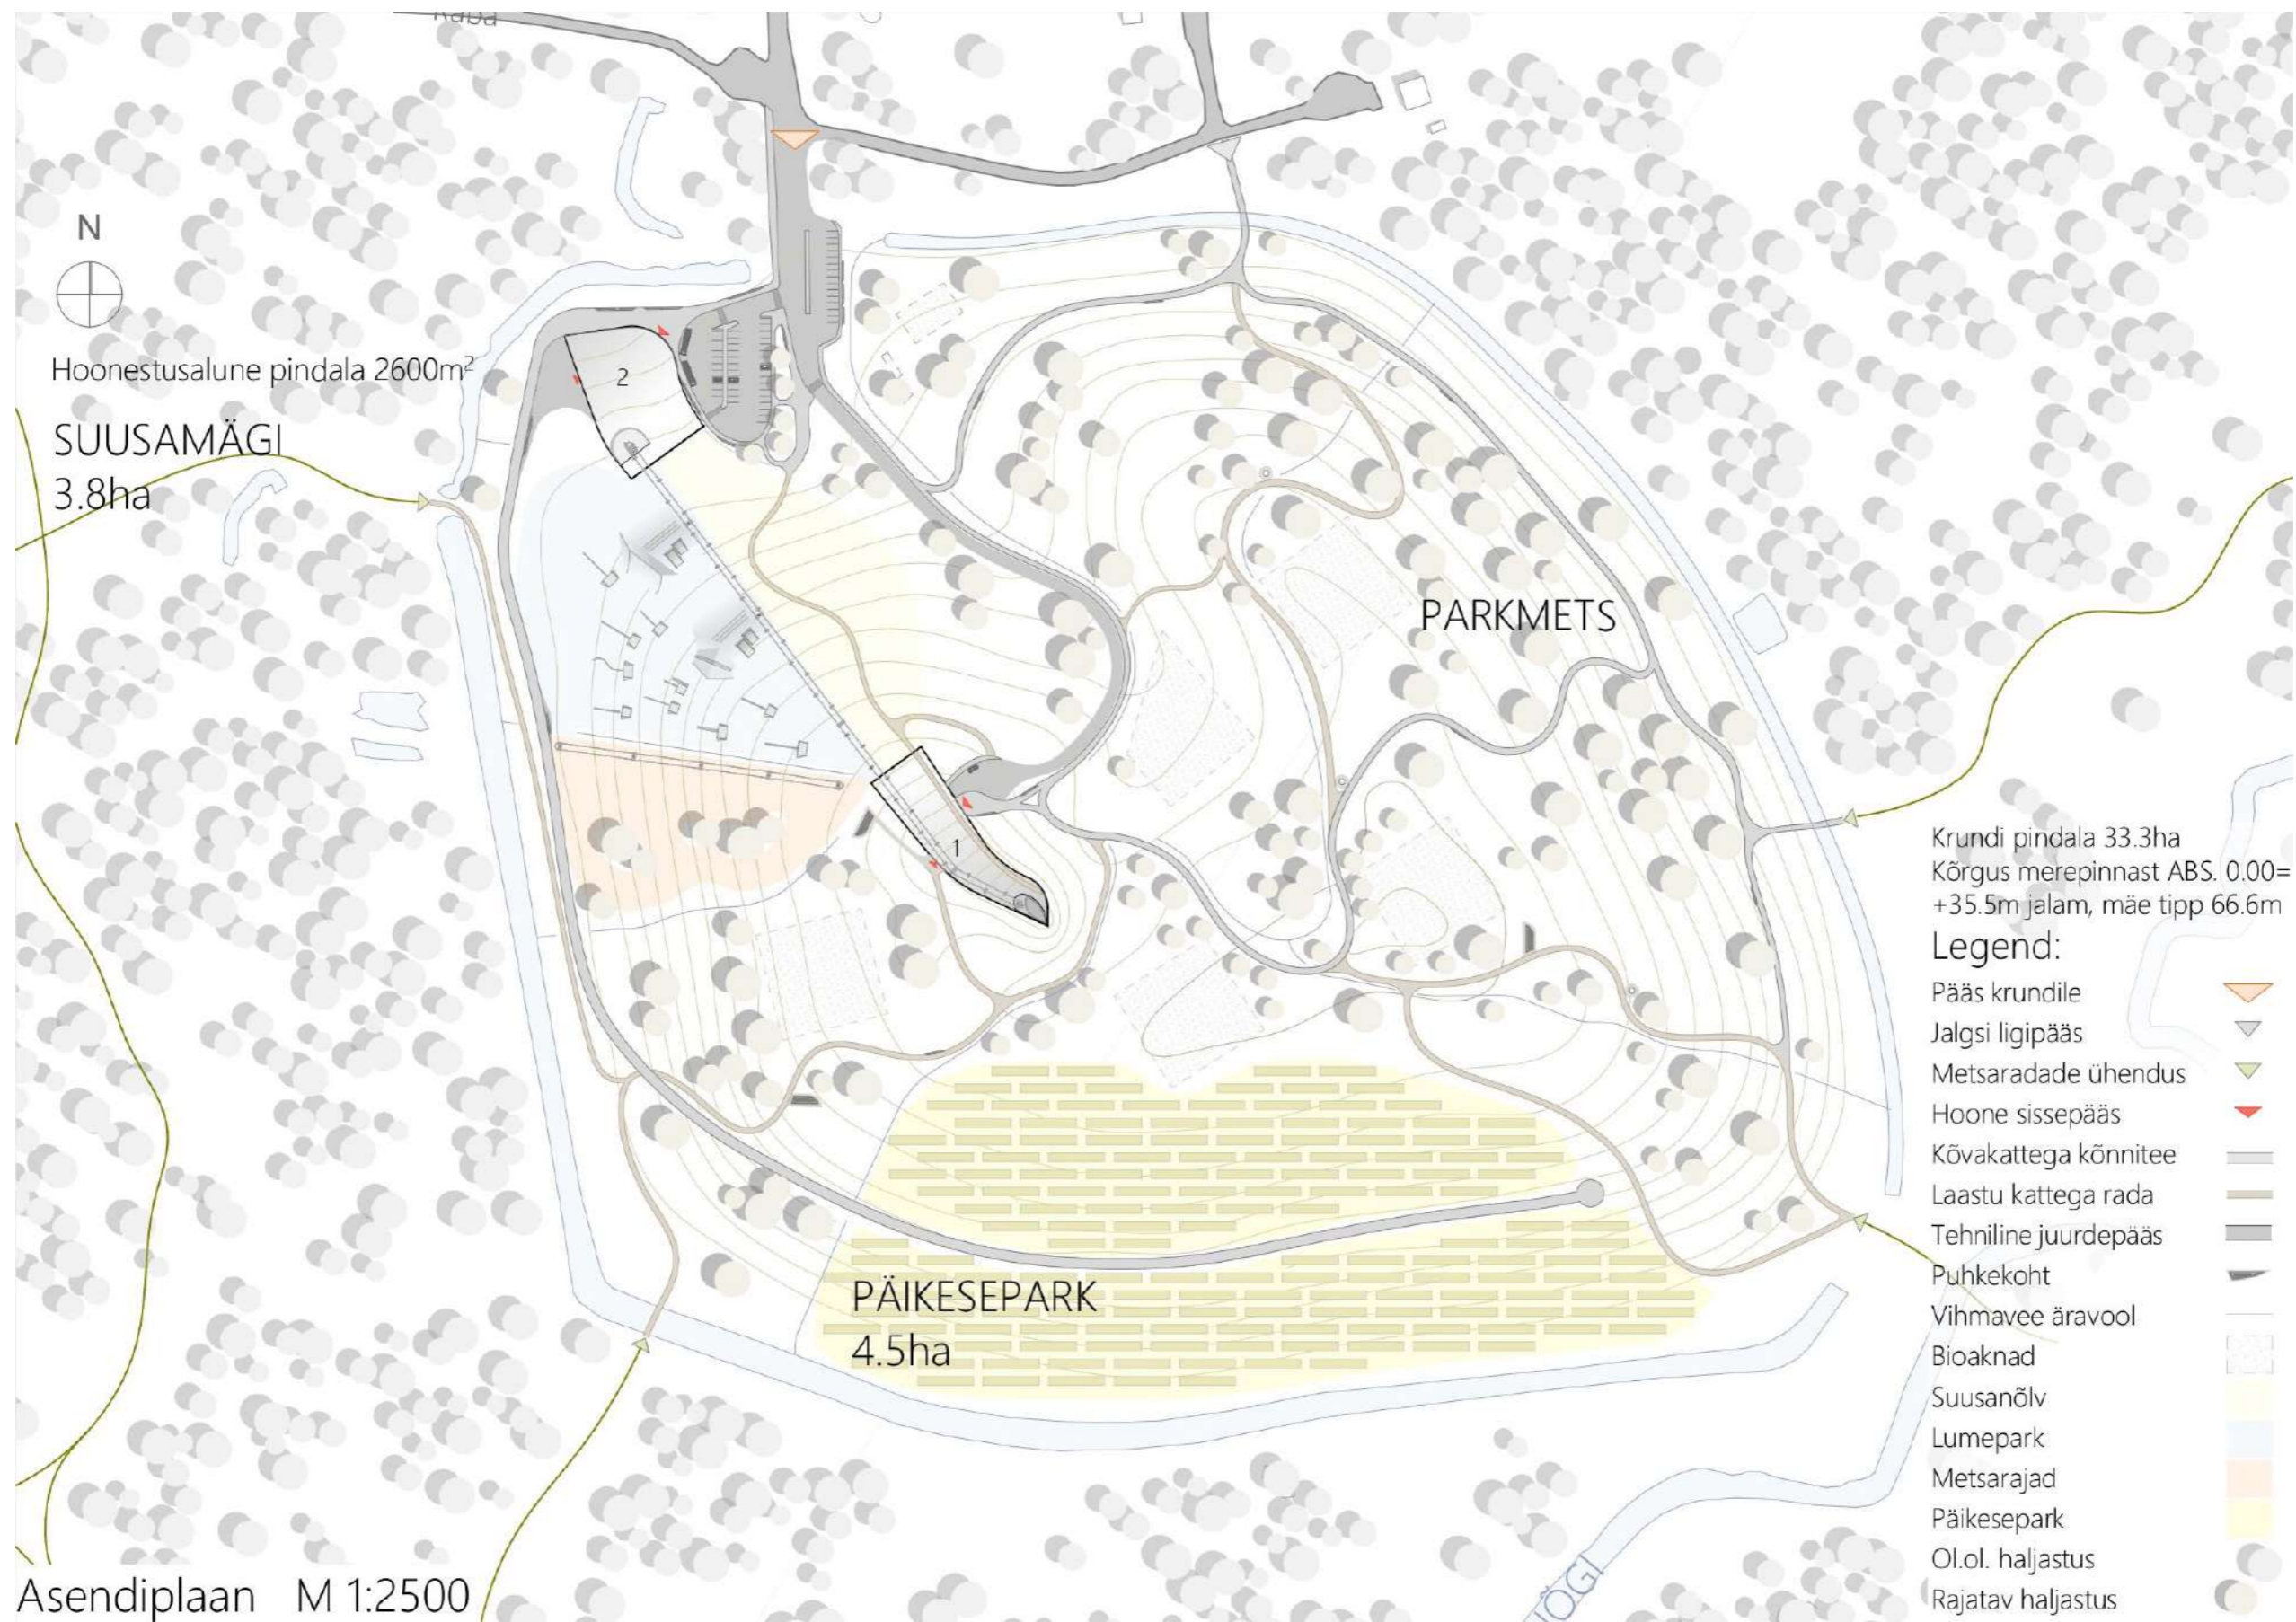 Raba
N
Hoonestusalune pindala 2600m²
SUUSAMÄGI
3.8ha
2
PARKMETS
1
Krundi pindala 33.3ha
Kõrgus merepinnast ABS. 0.00=
+35.5m jalam, mäe tipp 66.6m
Legend:
Pääs krundile
Jalgsi ligipääs
Metsaradade ühendus
Hoone sissepääs
Kõvakattega kõnnitee
Laastu kattega rada
Tehniline juurdepääs
Puhkekoht
Vihmavee äravool
Bioaknad
Suusanõlv
Lumepark
Metsarajad
Päikesepark
Ol.ol. haljastus
Rajatav haljastus
PÄIKESEPARK
4.5ha
JÕGI
Asendiplaan M 1:2500